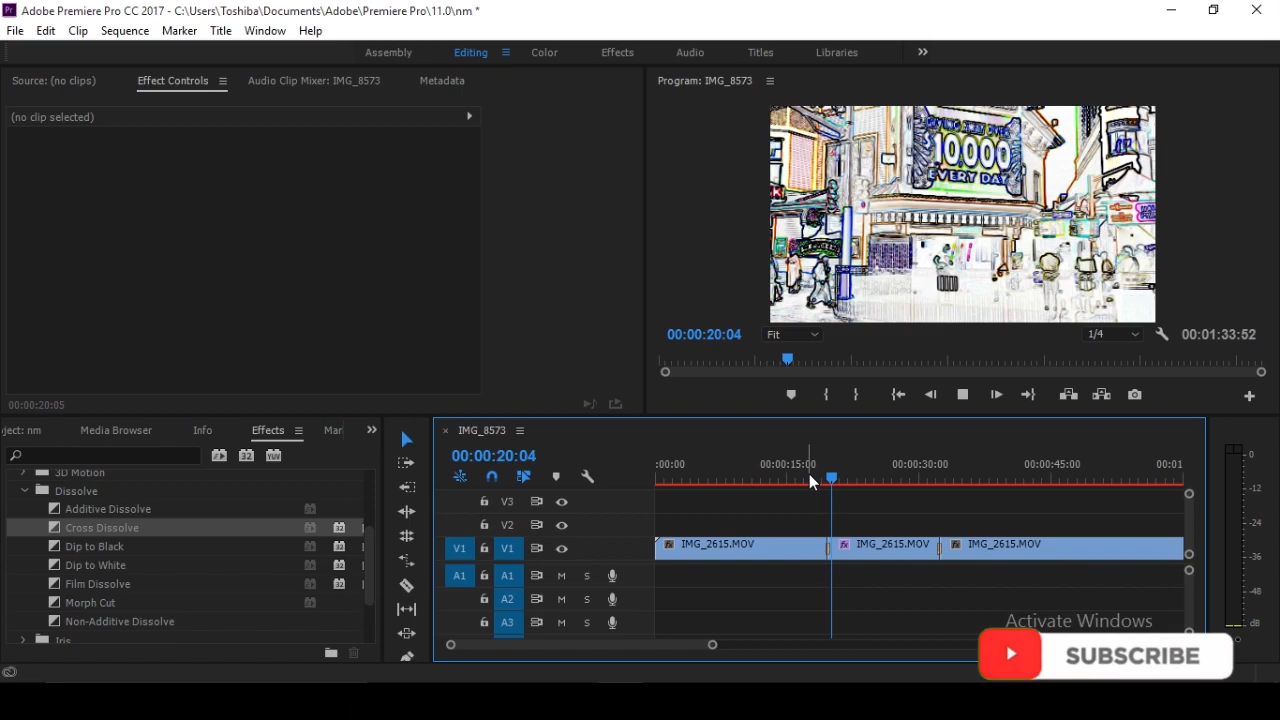 Adobe Premiere Pro CC 2017 - C:\Users\Toshiba\Documents\Adobe\Premiere Pro\11.0\nm *
File Edit Clip Sequence Marker Title Window Help
Assembly Editing Color Effects Audio Titles Libraries
Source: (no clips) Effect Controls Audio Clip Mixer: IMG_8573 Metadata
Program: IMG_8573
(no clip selected)
10,000
EVERY DAY
00:00:20:04 Fit 1/4 00:01:33:52
00:00:20:05
oject: nm Media Browser Info Effects Mar
IMG_8573
00:00:20:04
:00:00 00:00:15:00 00:00:30:00 00:00:45:00 00:01
3D Motion
Dissolve
Additive Dissolve
Cross Dissolve
Dip to Black
Dip to White
Film Dissolve
Morph Cut
Non-Additive Dissolve
Iris
V3
V2
V1 V1 IMG_2615.MOV IMG_2615.MOV IMG_2615.MOV
A1 A1 M S
A2 M S
A3 M S
0
-12
-24
-36
-48
dB
Activate Windows
SUBSCRIBE